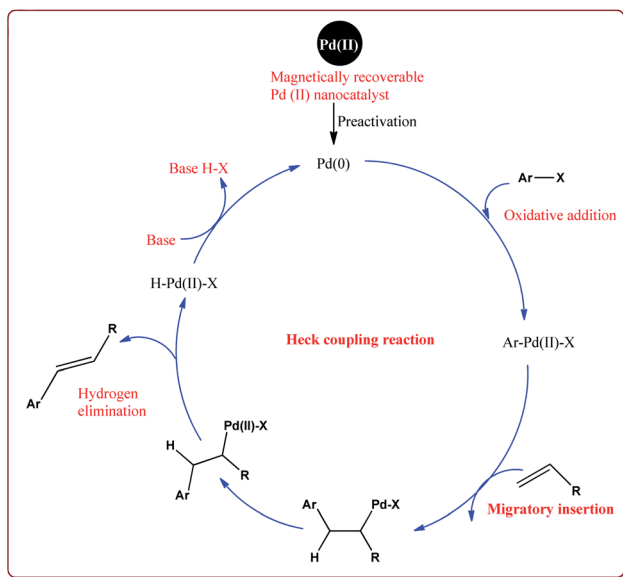 Pd(II)
Magnetically recoverable
Pd (II) nanocatalyst
Preactivation
Pd(0)
Base H-X
Ar—X
Oxidative addition
Base
H-Pd(II)-X
Heck coupling reaction
Ar-Pd(II)-X
R
Ar
Hydrogen
elimination
Pd(II)-X
H
R
Ar
R
Migratory insertion
Ar
Pd-X
H
R